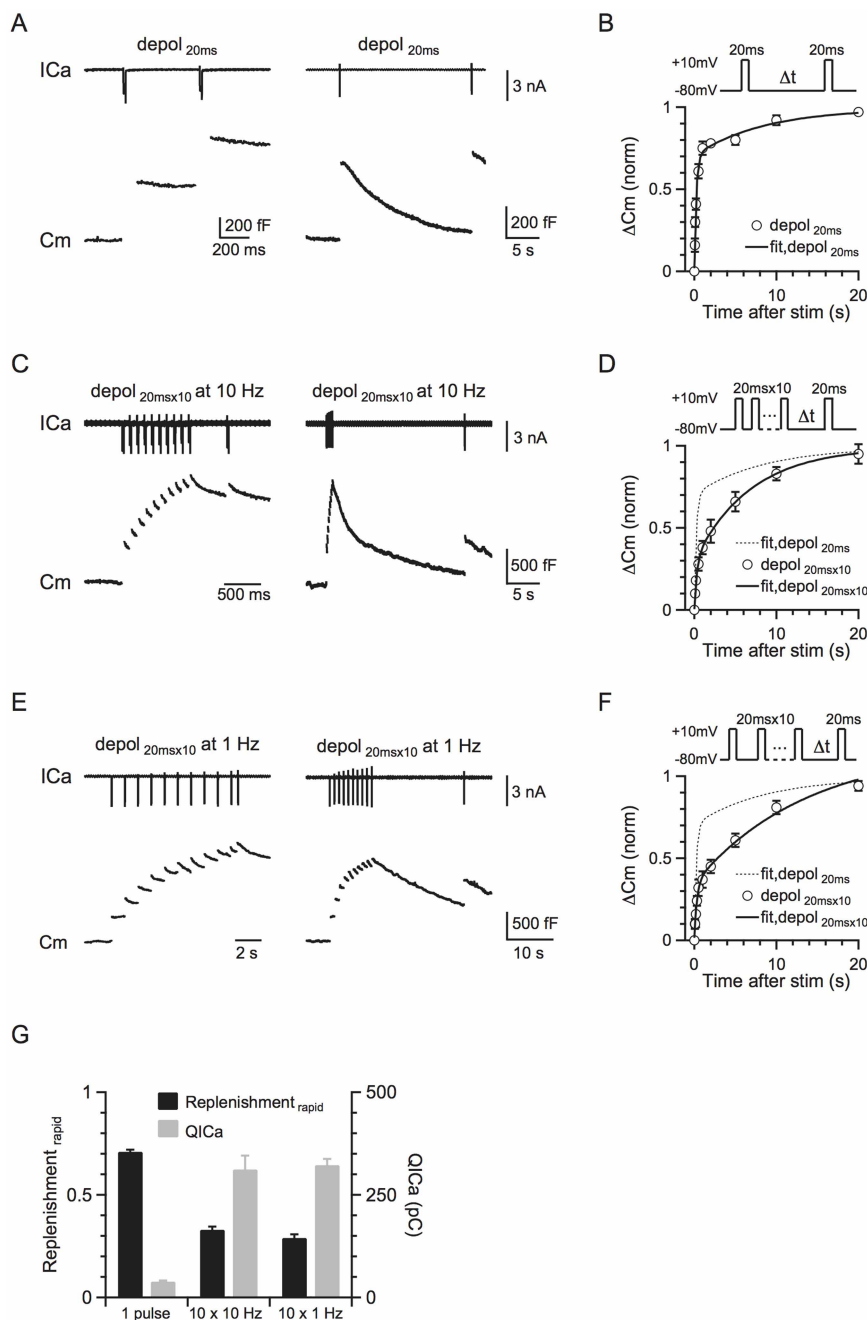 A
depol 20ms
depol 20ms
ICa
3 nA
Cm
200 fF
200 ms
200 fF
5 s
B
20ms
20ms
+10mV
-80mV
Δt
ΔCm (norm)
1
0.5
0
depol 20ms
fit,depol 20ms
0
10
20
Time after stim (s)
C
depol 20msx10 at 10 Hz
depol 20msx10 at 10 Hz
ICa
3 nA
Cm
500 ms
500 fF
5 s
D
20msx10
20ms
+10mV
-80mV
...
Δt
ΔCm (norm)
1
0.5
0
fit,depol 20ms
depol 20msx10
fit,depol 20msx10
0
10
20
Time after stim (s)
E
depol 20msx10 at 1 Hz
depol 20msx10 at 1 Hz
ICa
3 nA
Cm
2 s
500 fF
10 s
F
20msx10
20ms
+10mV
-80mV
...
Δt
ΔCm (norm)
1
0.5
0
fit,depol 20ms
depol 20msx10
fit,depol 20msx10
0
10
20
Time after stim (s)
G
Replenishment rapid
1
0.5
0
Replenishment rapid
QICa
500
250
0
QICa (pC)
1 pulse
10 x 10 Hz
10 x 1 Hz